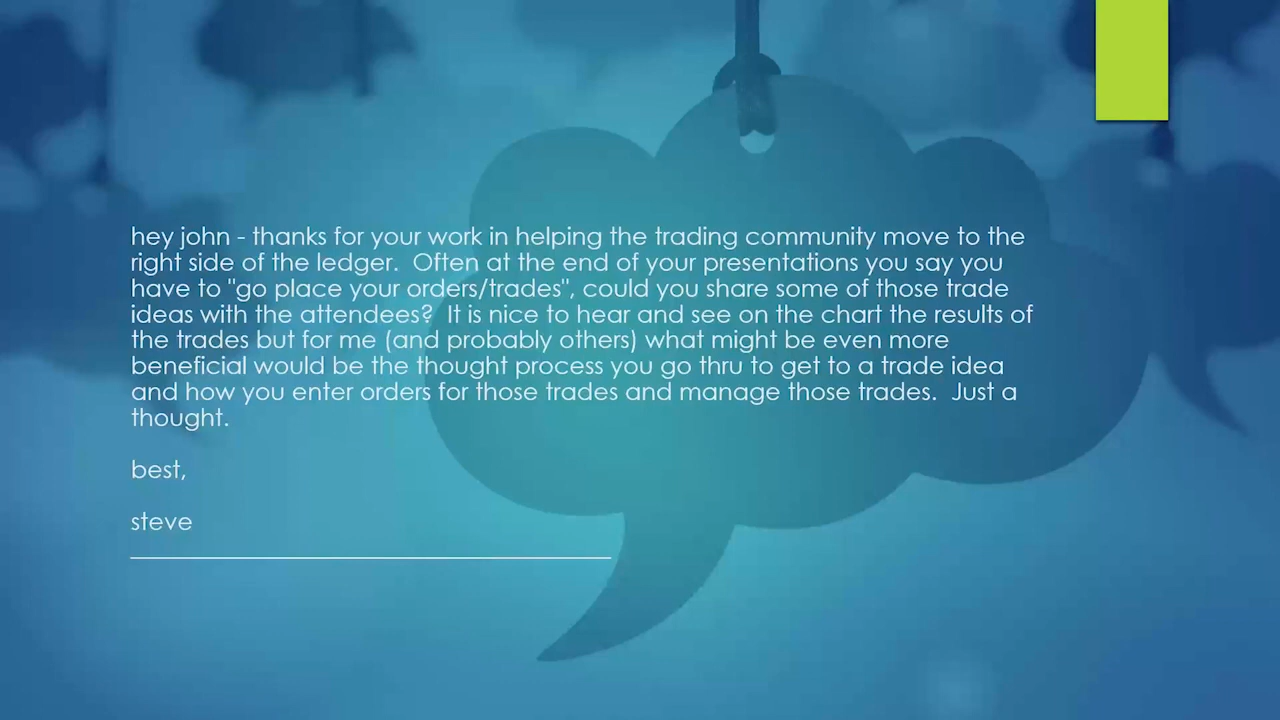 hey john - thanks for your work in helping the trading community move to the
right side of the ledger.  Often at the end of your presentations you say you
have to "go place your orders/trades", could you share some of those trade
ideas with the attendees?  It is nice to hear and see on the chart the results of
the trades but for me (and probably others) what might be even more
beneficial would be the thought process you go thru to get to a trade idea
and how you enter orders for those trades and manage those trades.  Just a
thought.
best,
steve